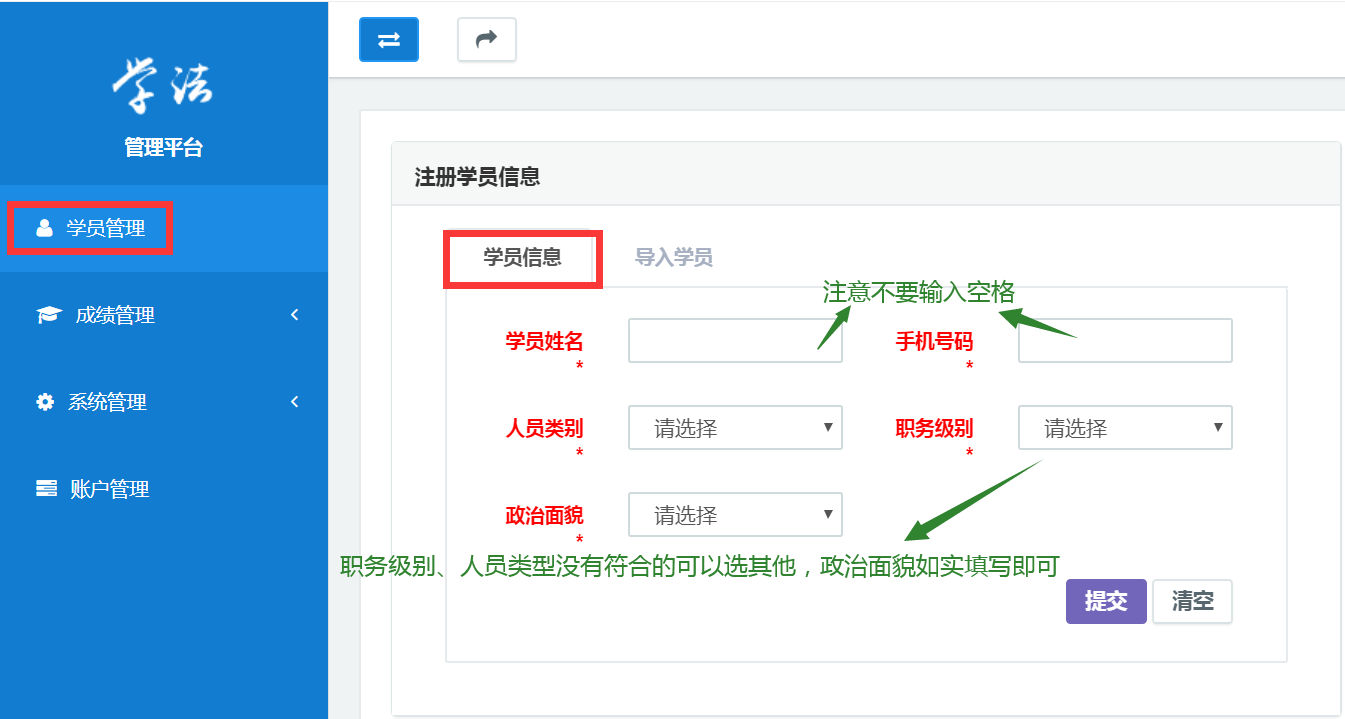 学法
管理平台
学员管理
成绩管理
系统管理
账户管理
注册学员信息
学员信息
导入学员
注意不要输入空格
学员姓名
*
手机号码
*
人员类别
*
请选择
职务级别
*
请选择
政治面貌
*
请选择
职务级别、人员类型没有符合的可以选其他，政治面貌如实填写即可
提交
清空